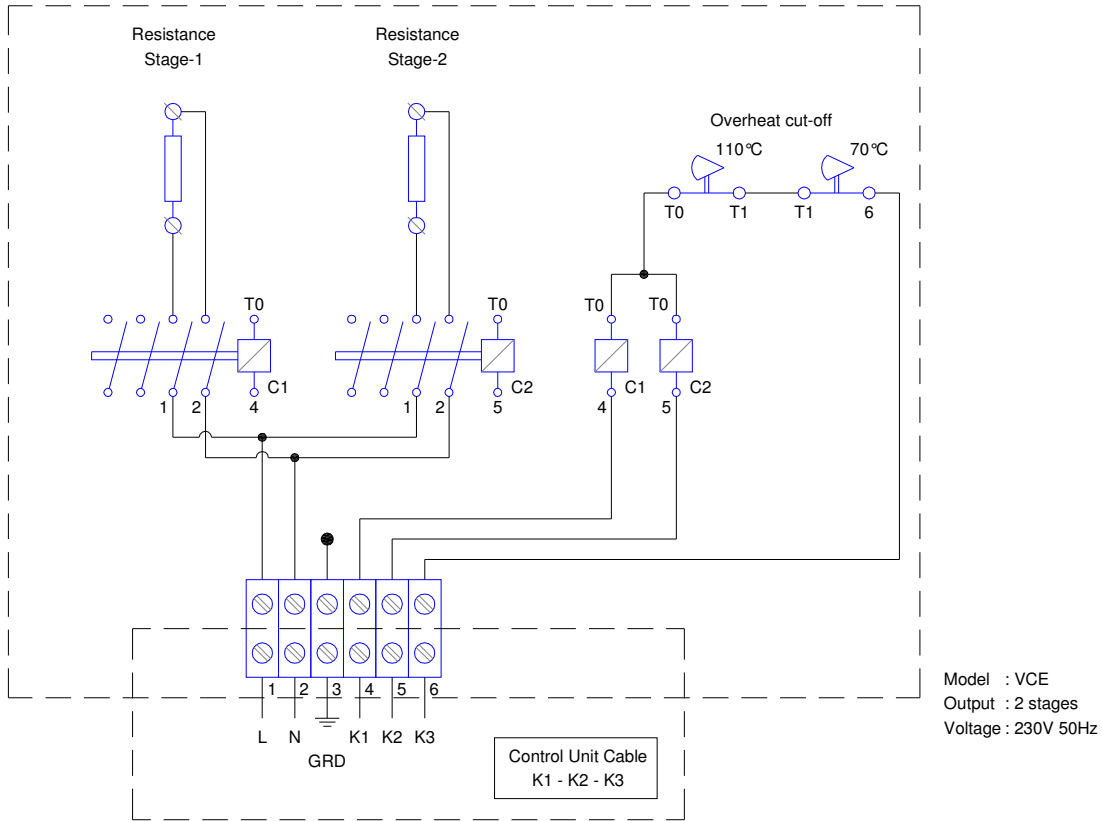 Resistance
Stage-1
Resistance
Stage-2
Overheat cut-off
110°C
70°C
T0
T1
T1
6
T0
T0
T0
T0
C1
C2
C1
C2
1
2
4
1
2
5
4
5
1
2
3
4
5
6
L
N
K1
K2
K3
GRD
Control Unit Cable
K1 - K2 - K3
Model : VCE
Output : 2 stages
Voltage : 230V 50Hz